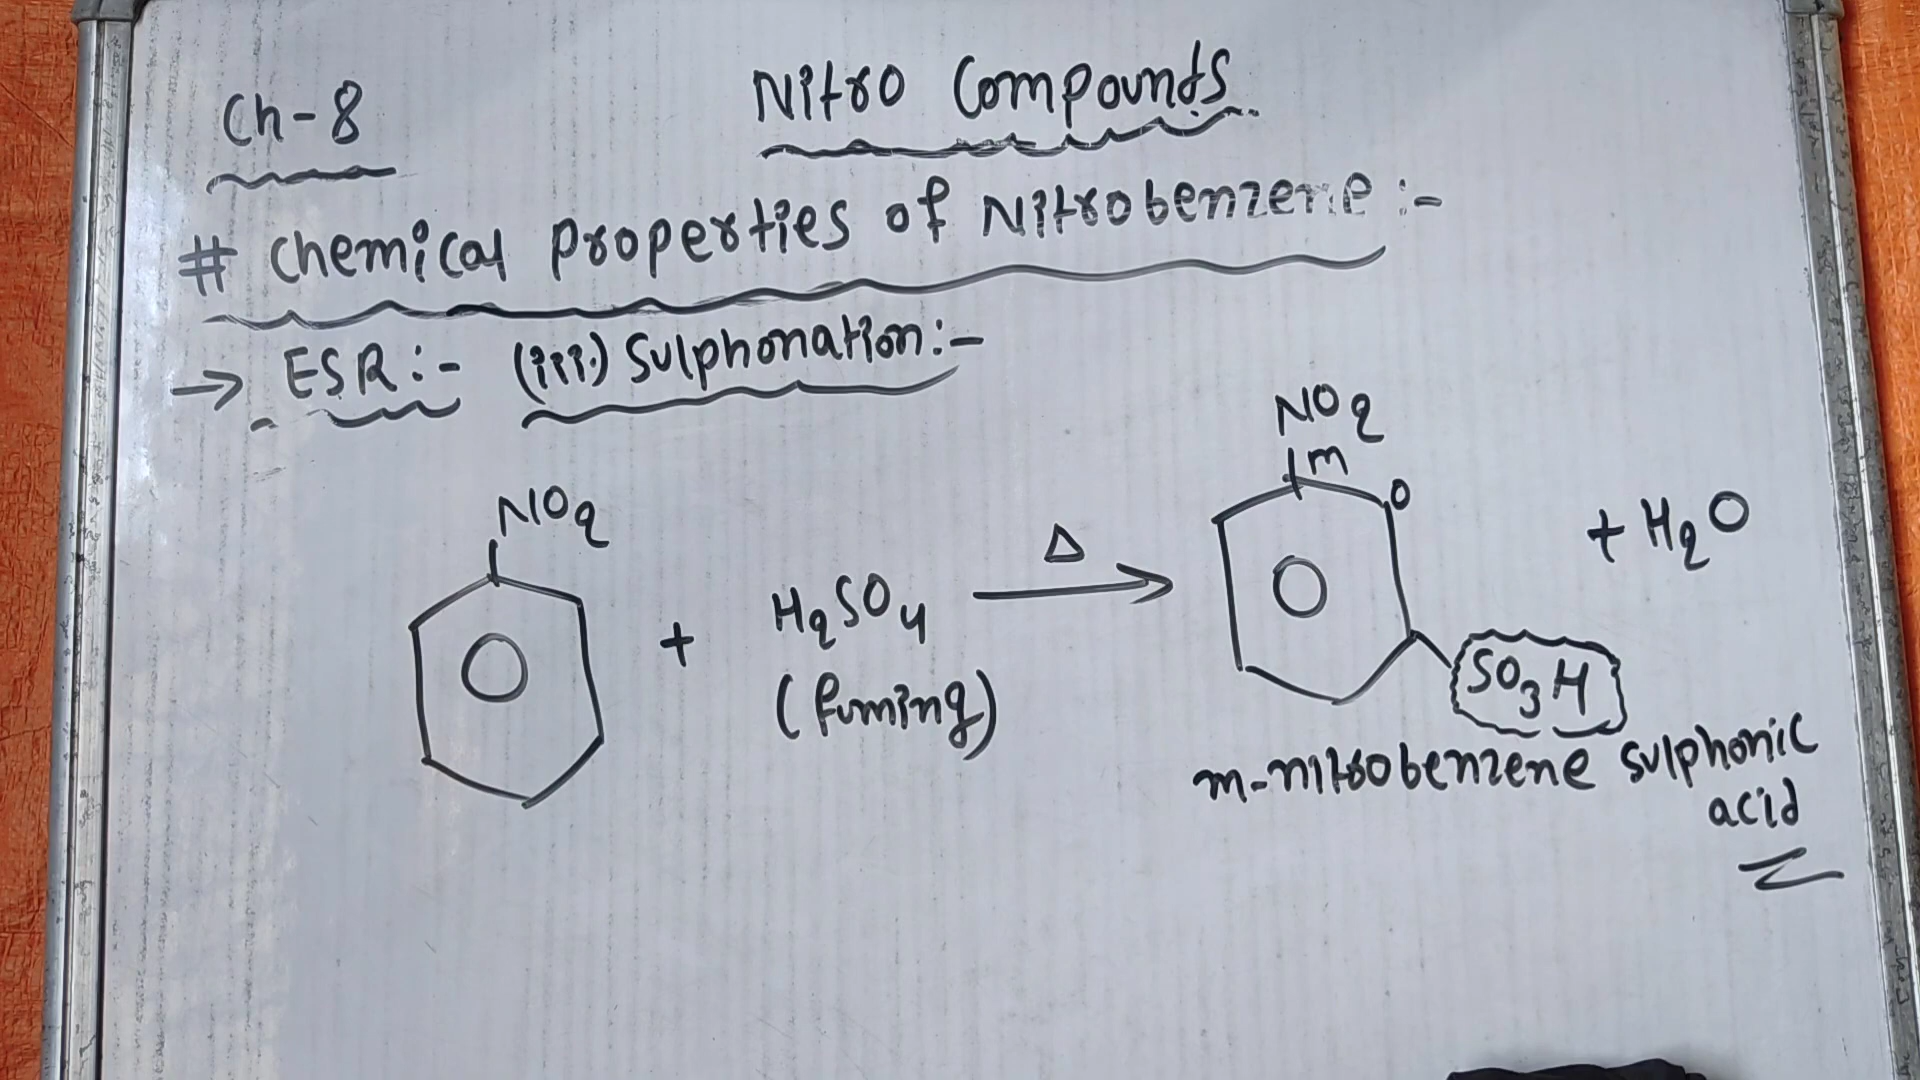 Ch-8
Nitro Compounds
# Chemical Properties of Nitrobenzene :-
→ ESR :- (iii) Sulphonation :-
NO2
m
o
NO2
+ H2SO4 (fuming)
Δ
→
SO3H
+ H2O
m-nitrobenzene sulphonic acid